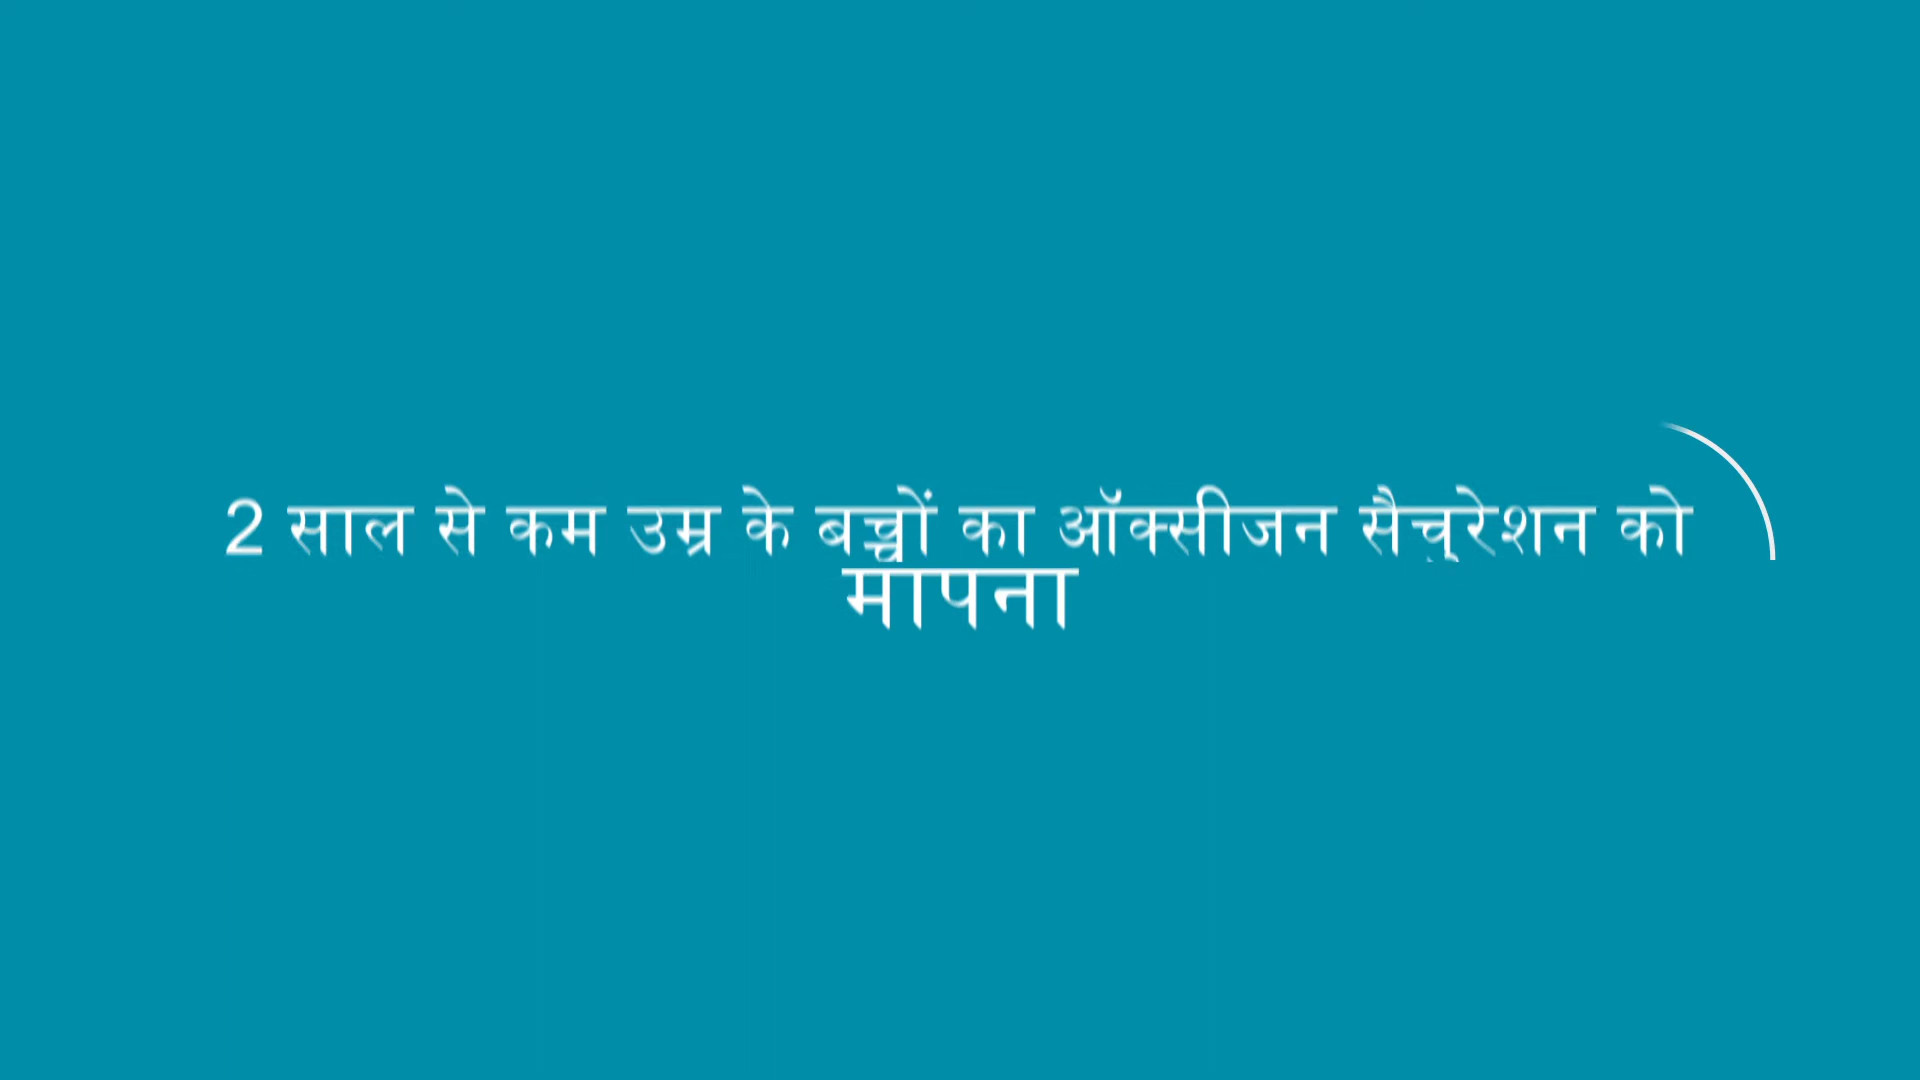 2 साल से कम उम्र के बच्चों का ऑक्सीजन सैचुरेशन को
मापना